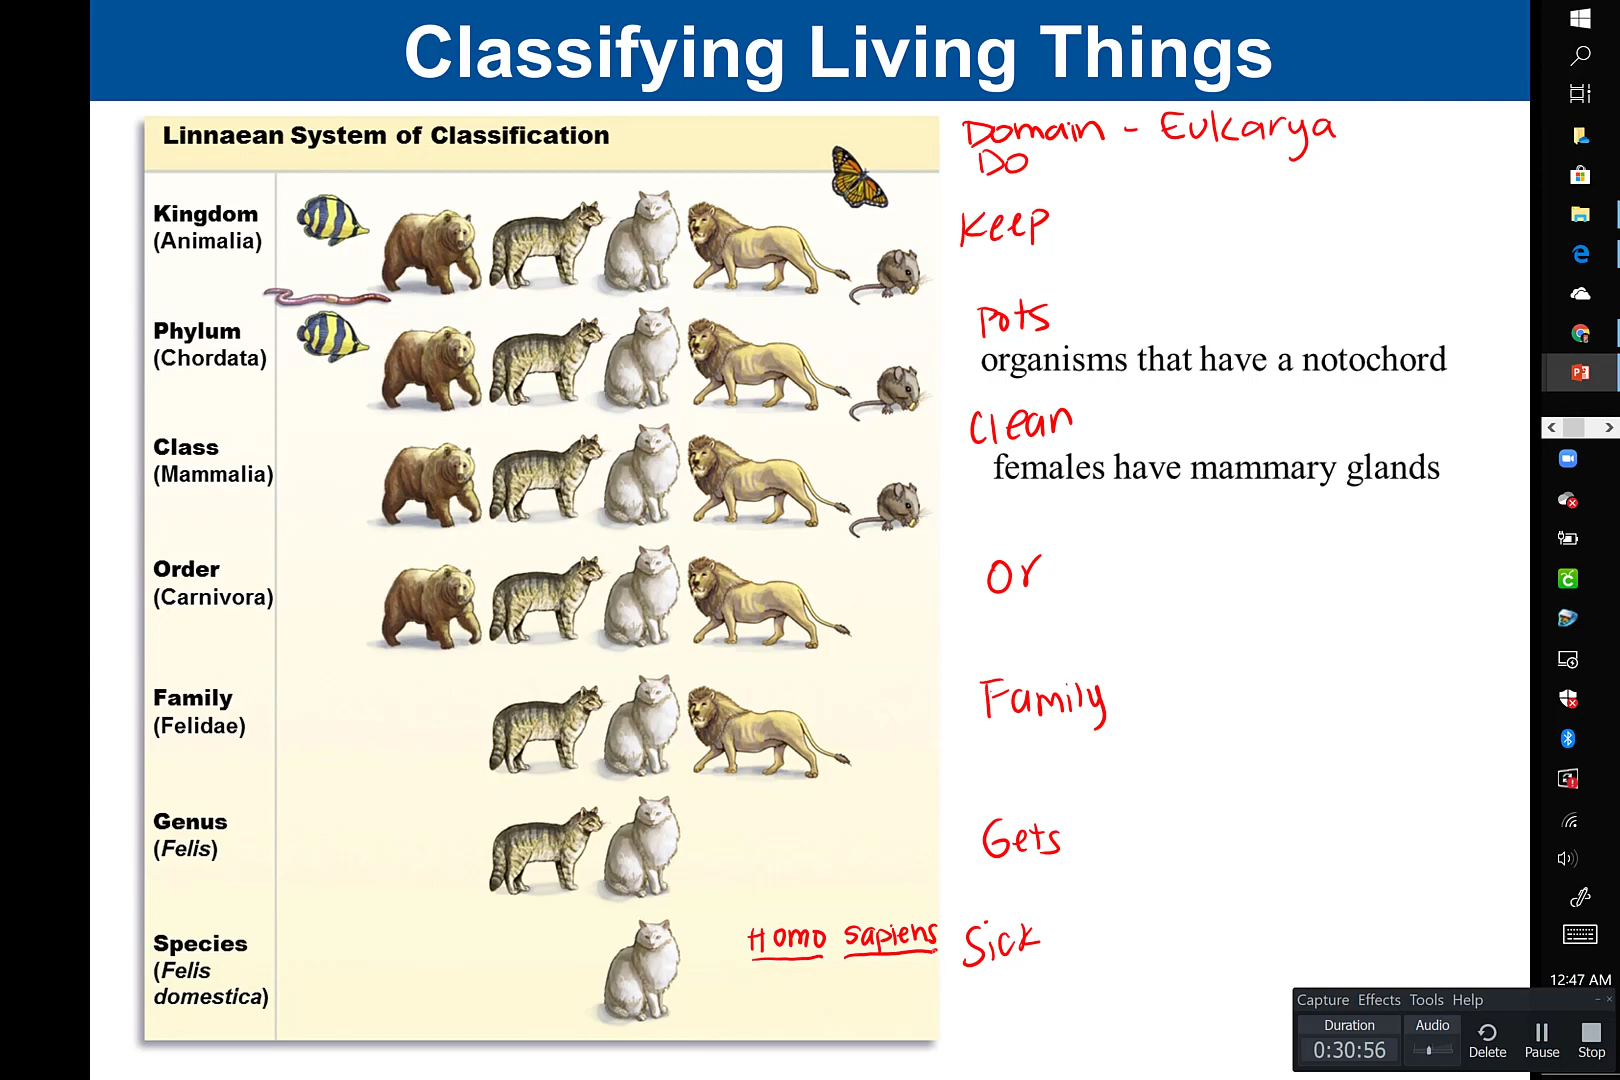 Classifying Living Things
Linnaean System of Classification
Domain - Eukarya
Do
Kingdom
(Animalia)
Keep
Phylum
(Chordata)
Pots
organisms that have a notochord
Class
(Mammalia)
Clean
females have mammary glands
Order
(Carnivora)
Or
Family
(Felidae)
Family
Genus
(Felis)
Gets
Species
(Felis
domestica)
Homo sapiens
Sick
12:47 AM
Capture Effects Tools Help
Duration
0:30:56
Audio
Delete
Pause
Stop